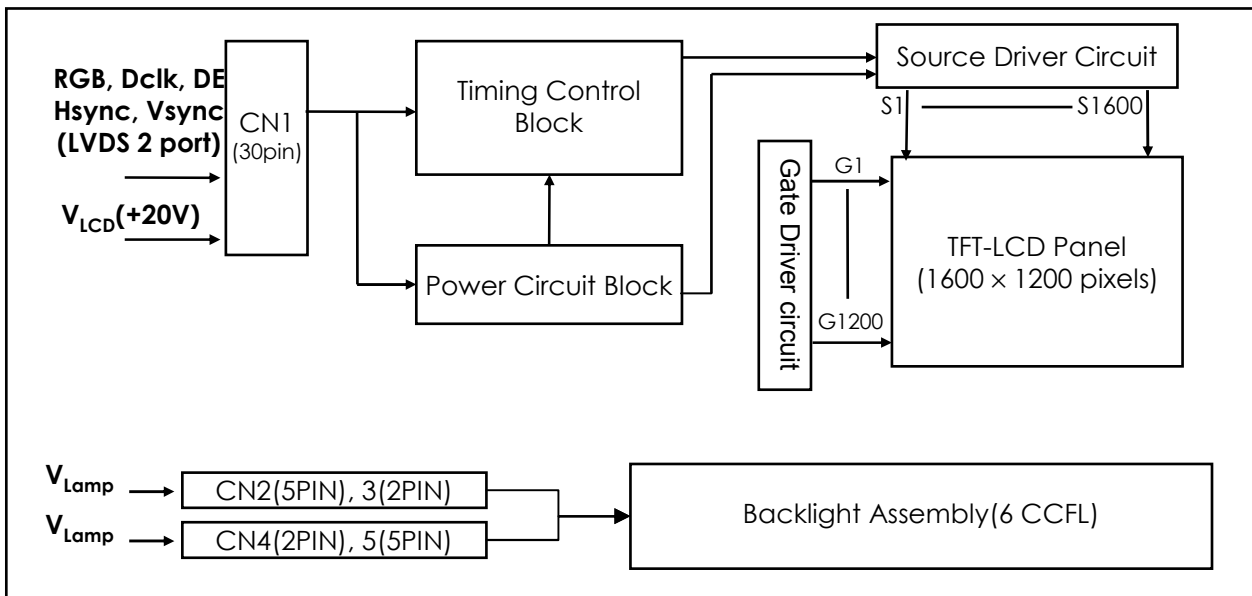 RGB, Dclk, DE
Hsync, Vsync
(LVDS 2 port)
VLCD(+20V)
CN1
(30pin)
Timing Control
Block
Power Circuit Block
Source Driver Circuit
S1
S1600
Gate Driver circuit
G1
G1200
TFT-LCD Panel
(1600 × 1200 pixels)
VLamp
CN2(5PIN), 3(2PIN)
VLamp
CN4(2PIN), 5(5PIN)
Backlight Assembly(6 CCFL)